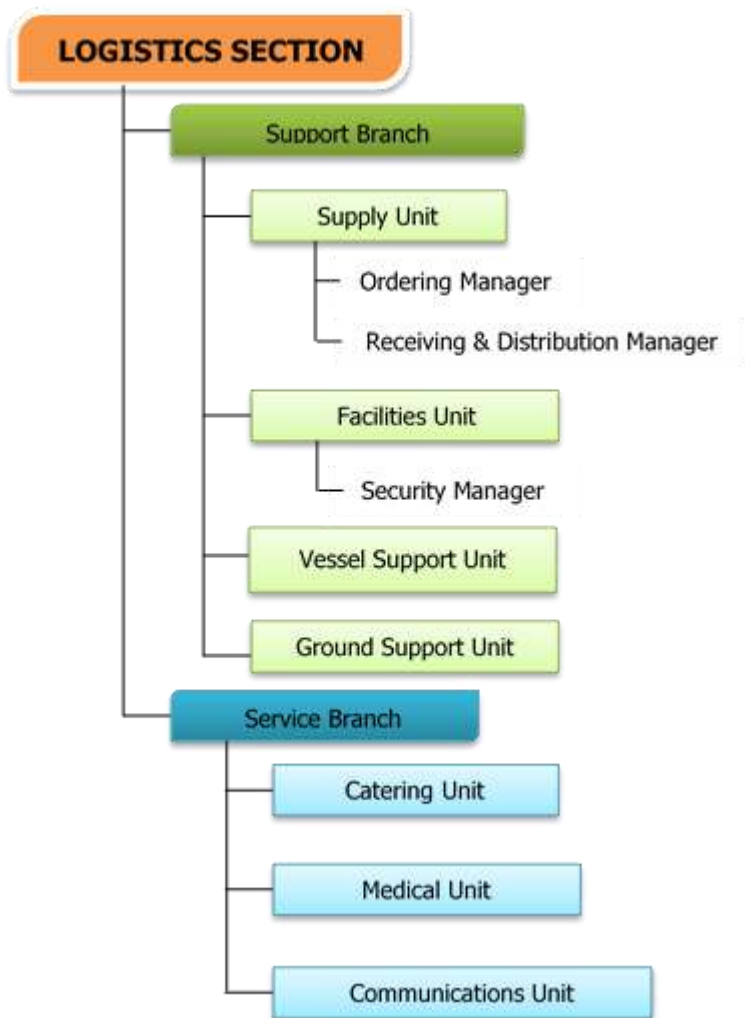 LOGISTICS SECTION
Support Branch
Supply Unit
Ordering Manager
Receiving & Distribution Manager
Facilities Unit
Security Manager
Vessel Support Unit
Ground Support Unit
Service Branch
Catering Unit
Medical Unit
Communications Unit